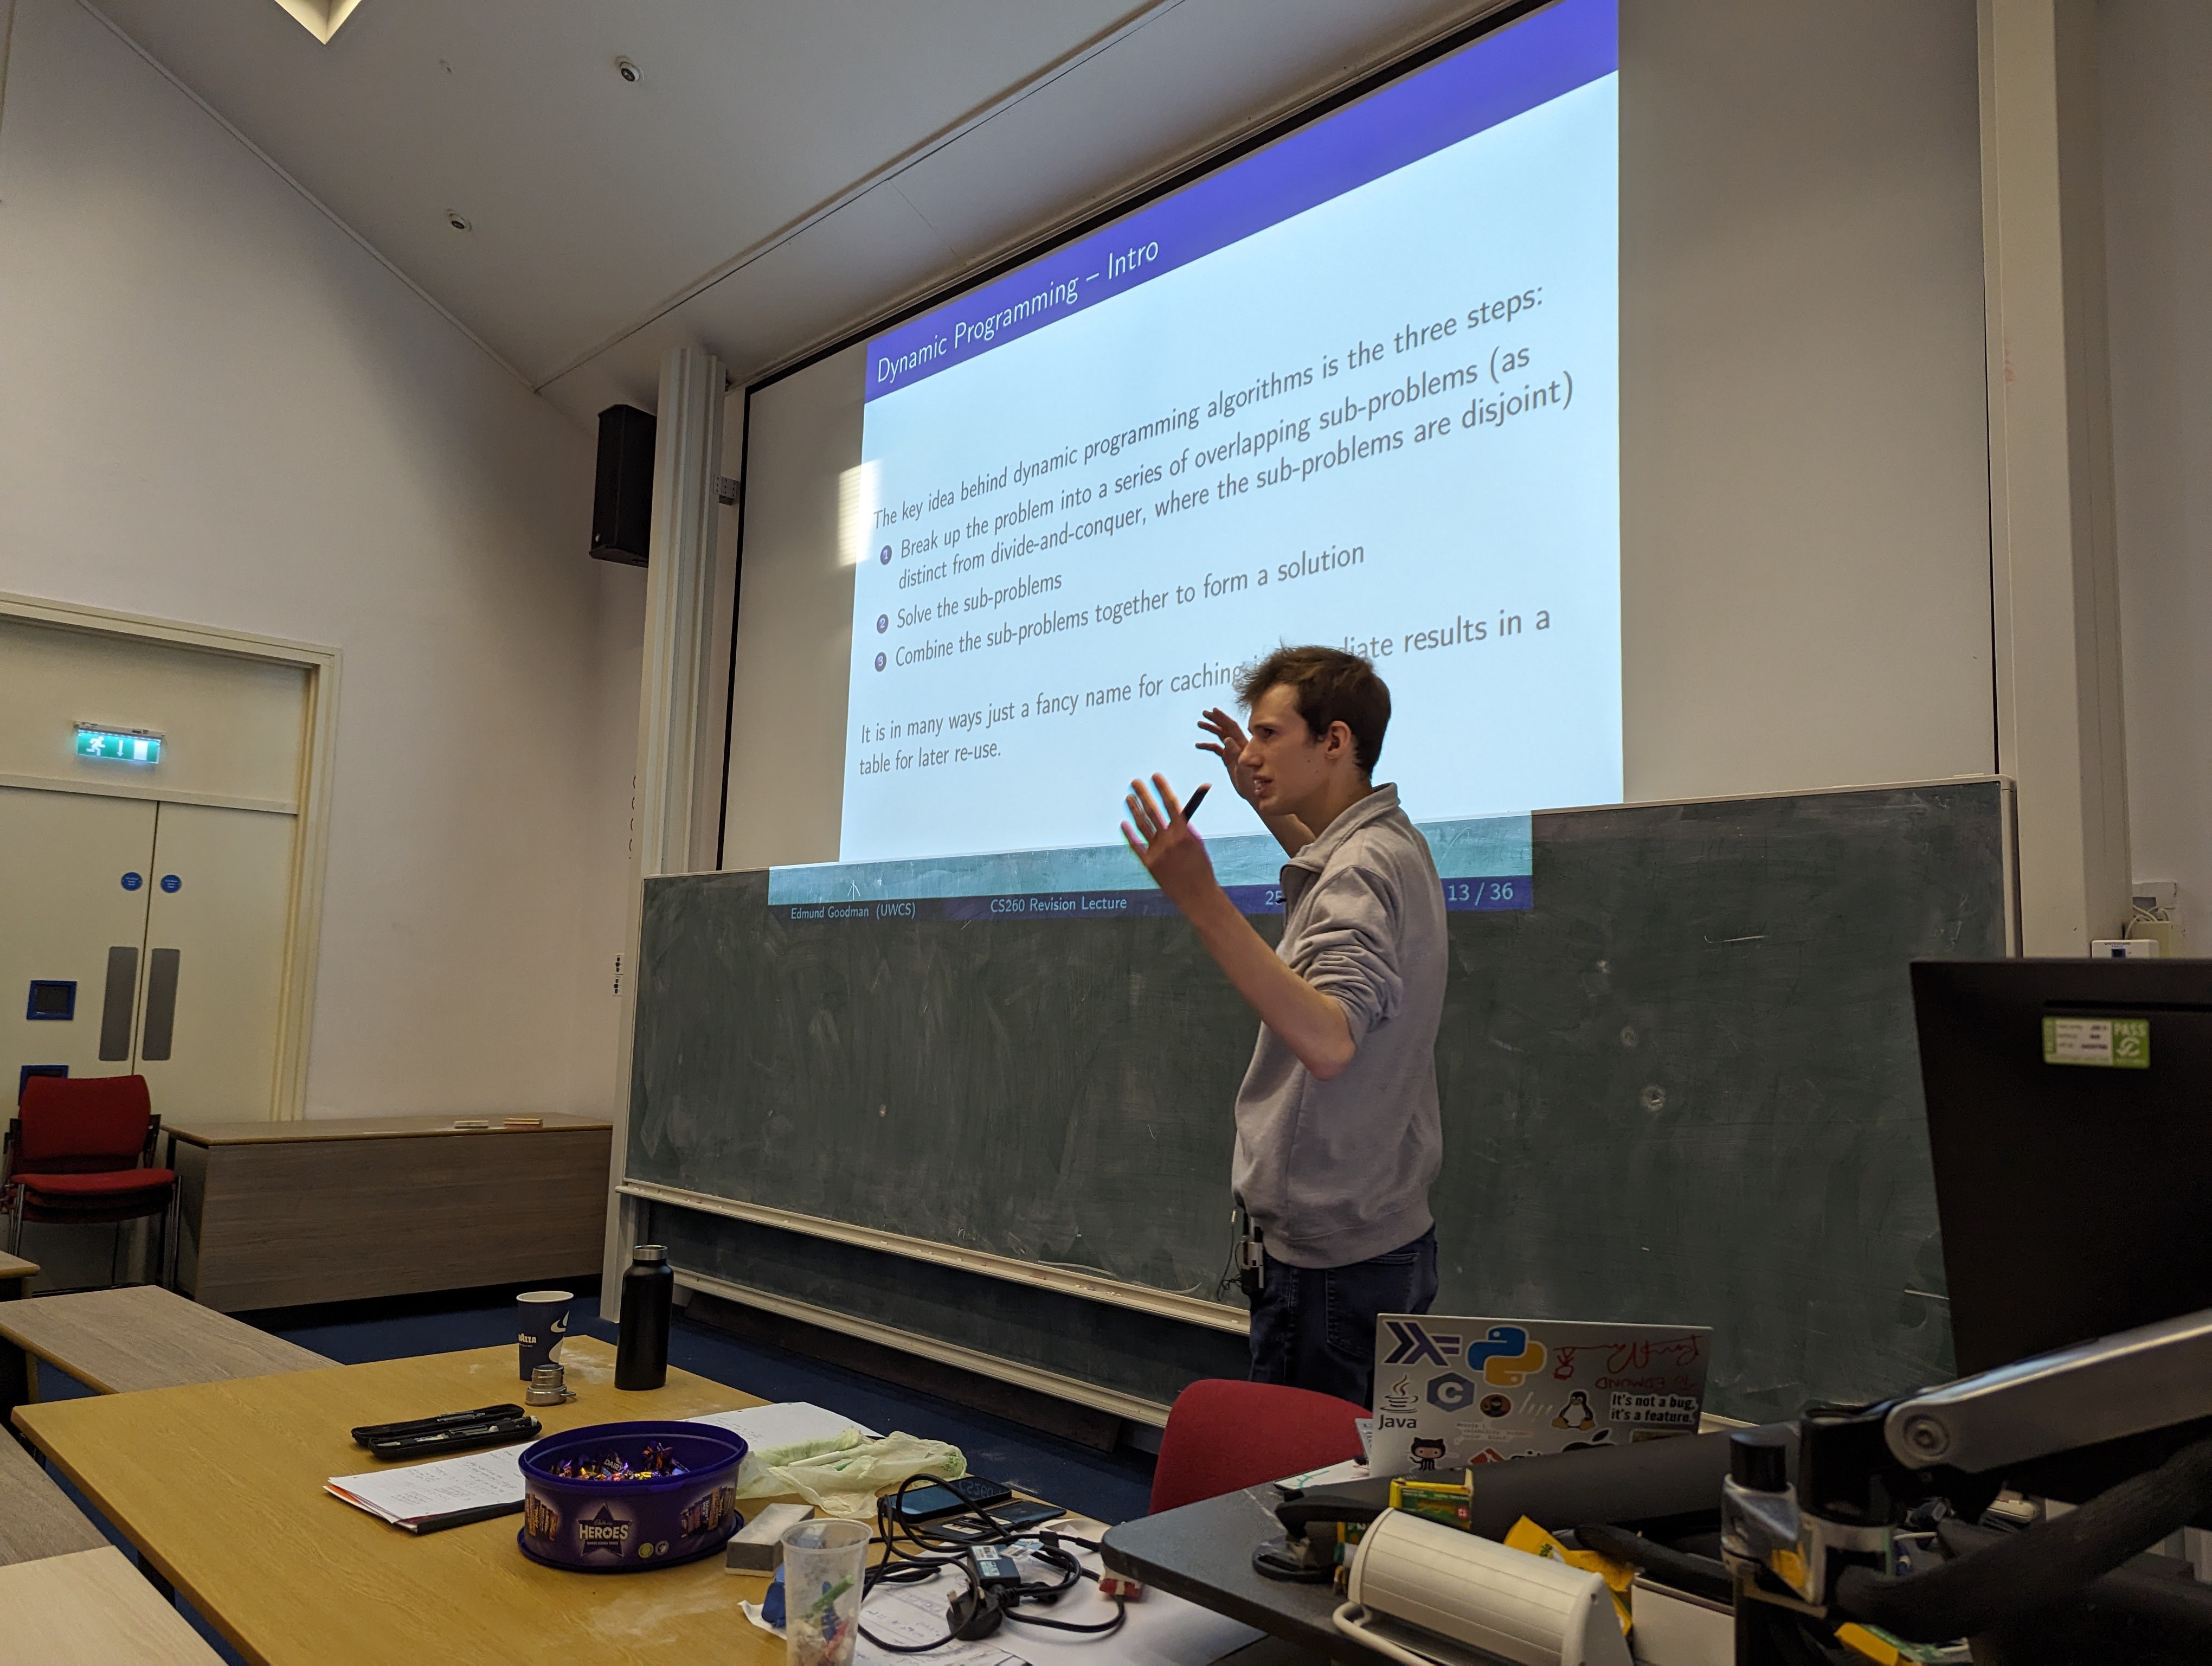 Dynamic Programming – Intro
The key idea behind dynamic programming algorithms is the three steps:
1 Break up the problem into a series of overlapping sub-problems (as
distinct from divide-and-conquer, where the sub-problems are disjoint)
2 Solve the sub-problems
3 Combine the sub-problems together to form a solution
It is in many ways just a fancy name for caching diate results in a
table for later re-use.
Edmund Goodman (UWCS) CS260 Revision Lecture 25 13 / 36
PASS
Java
C
It's not a bug,
it's a feature.
git
HEROES